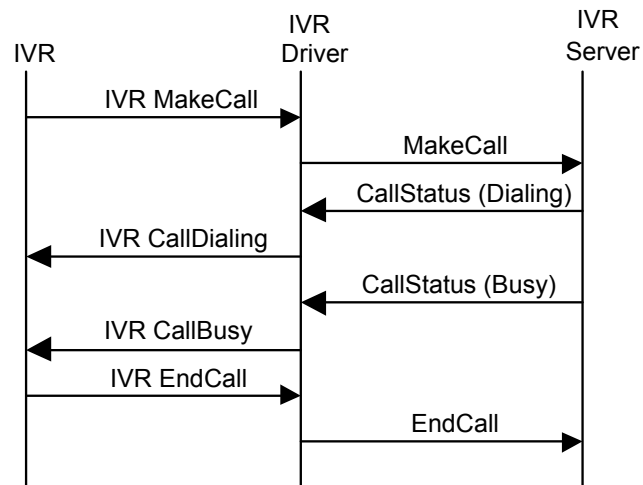 IVR
IVR
Driver
IVR
Server
IVR MakeCall
MakeCall
CallStatus (Dialing)
IVR CallDialing
CallStatus (Busy)
IVR CallBusy
IVR EndCall
EndCall